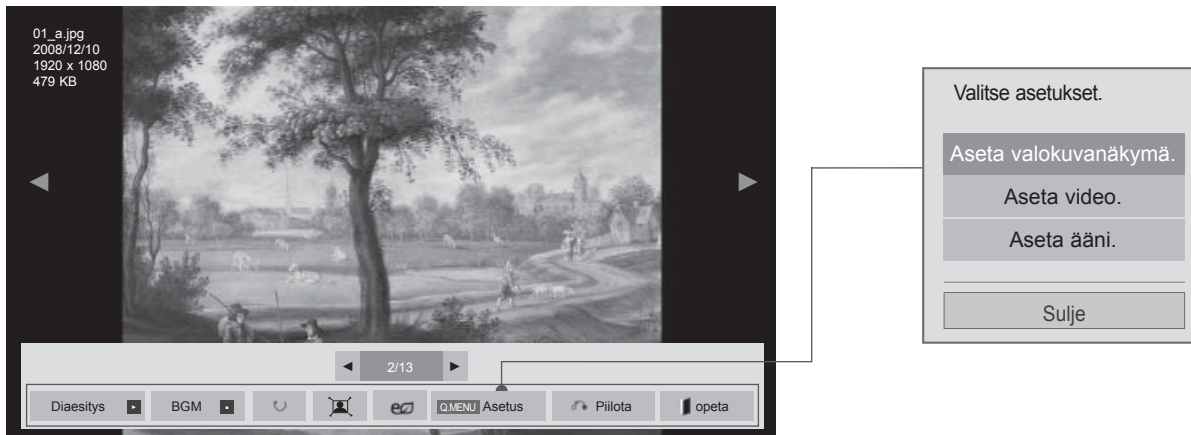 01_a.jpg
2008/12/10
1920 x 1080
479 KB
◄ 2/13 ►
Diaesitys BGM Q.MENU Asetus Piilota opeta
Valitse asetukset.
Aseta valokuvanäkymä.
Aseta video.
Aseta ääni.
Sulje